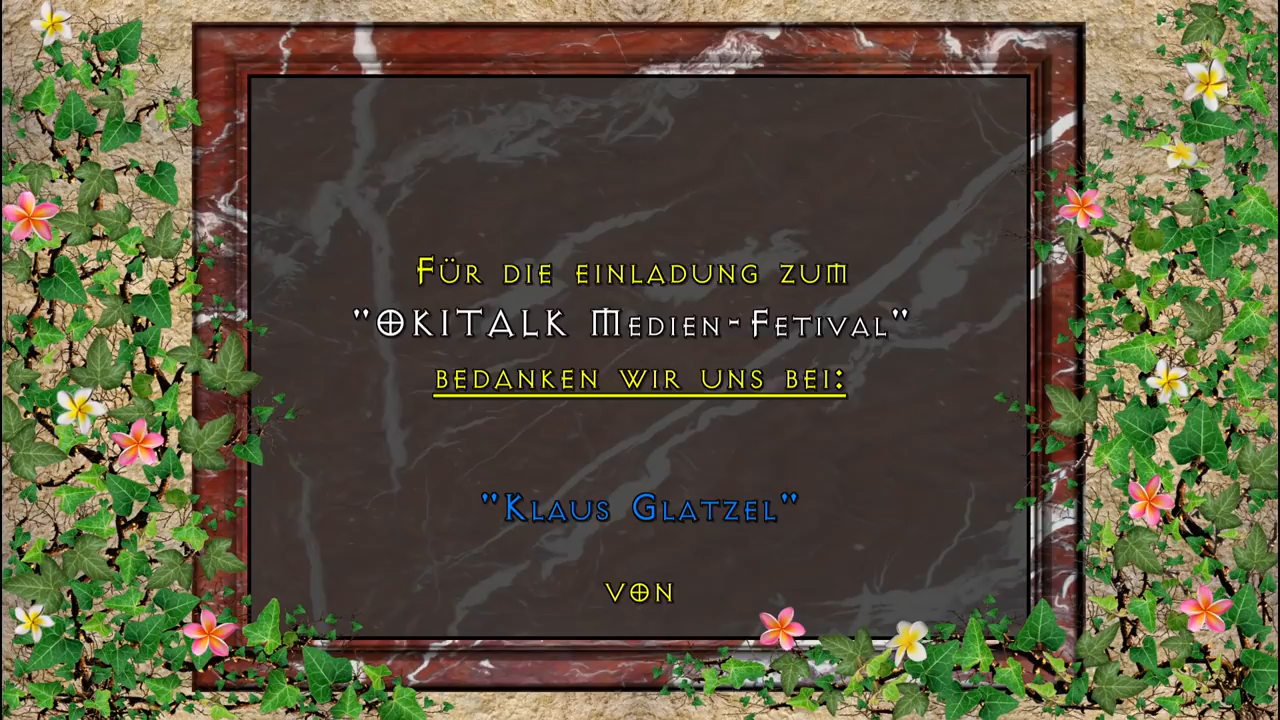 Für die einladung zum
"OKITALK Medien-Fetival"
bedanken wir uns bei:
"Klaus Glatzel"
von